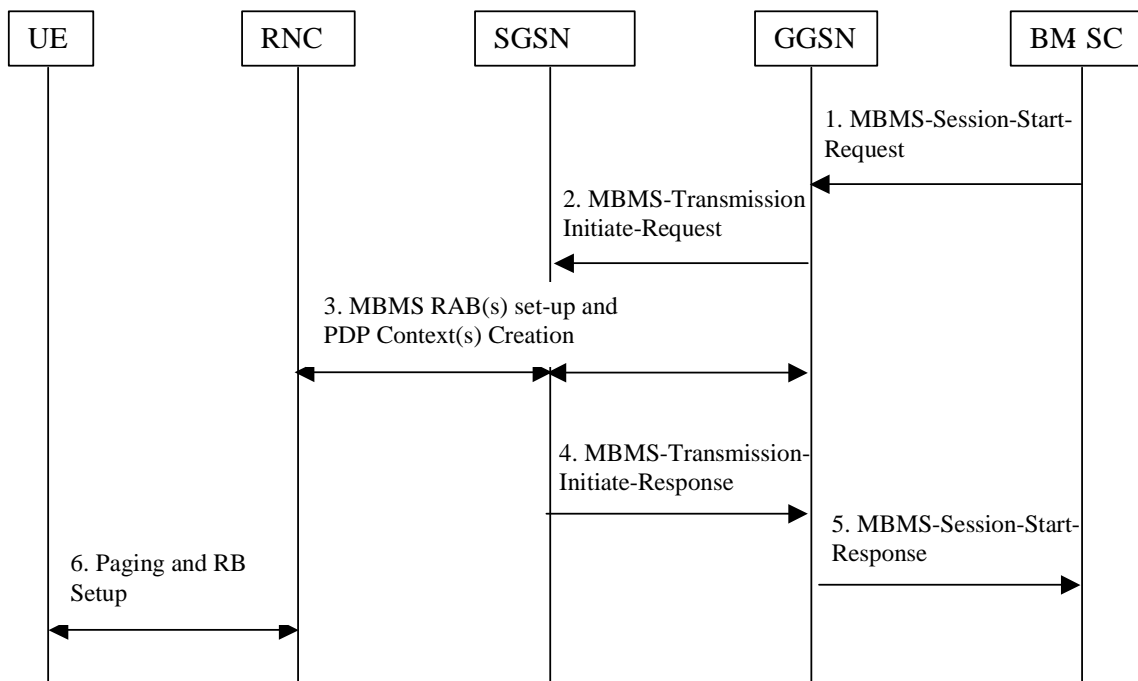 UE
RNC
SGSN
GGSN
BM-SC
1. MBMS-Session-Start-
Request
2. MBMS-Transmission
Initiate-Request
3. MBMS RAB(s) set-up and
PDP Context(s) Creation
4. MBMS-Transmission-
Initiate-Response
5. MBMS-Session-Start-
Response
6. Paging and RB
Setup